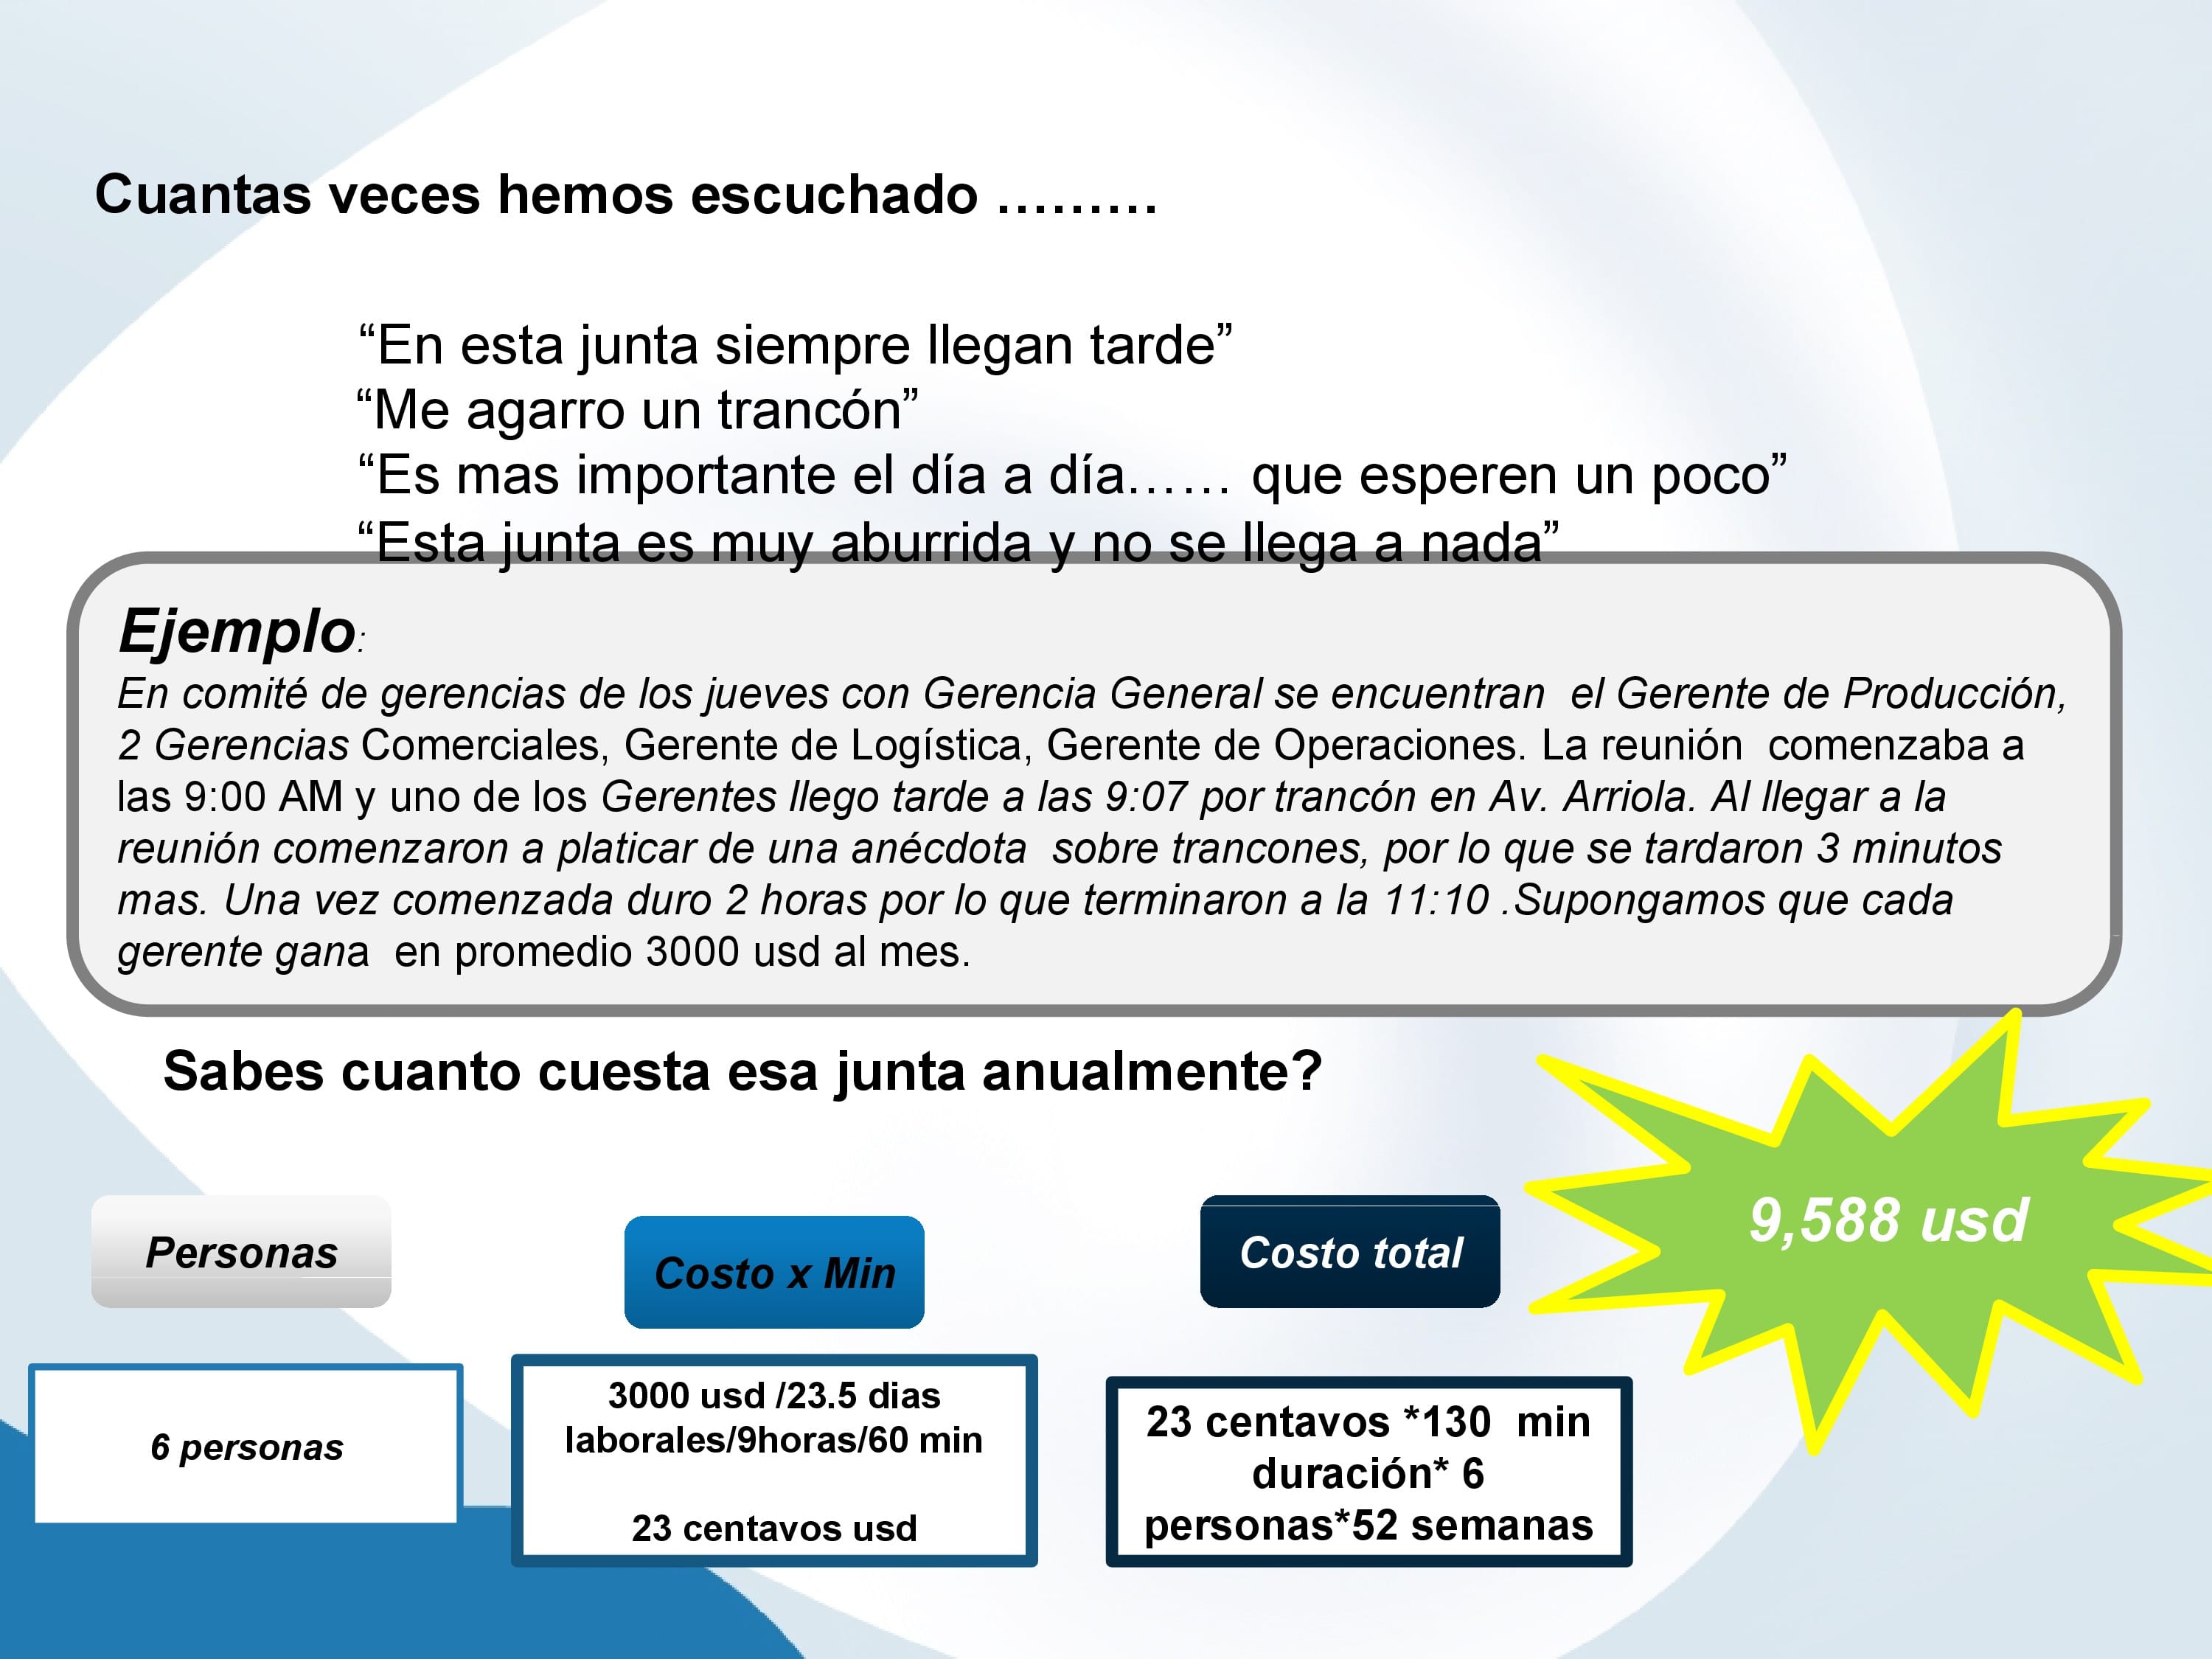 Cuantas veces hemos escuchado ………
“En esta junta siempre llegan tarde”
“Me agarro un trancón”
“Es mas importante el día a día…… que esperen un poco”
“Esta junta es muy aburrida y no se llega a nada”
Ejemplo:
En comité de gerencias de los jueves con Gerencia General se encuentran el Gerente de Producción,
2 Gerencias Comerciales, Gerente de Logística, Gerente de Operaciones. La reunión comenzaba a
las 9:00 AM y uno de los Gerentes llego tarde a las 9:07 por trancón en Av. Arriola. Al llegar a la
reunión comenzaron a platicar de una anécdota sobre trancones, por lo que se tardaron 3 minutos
mas. Una vez comenzada duro 2 horas por lo que terminaron a la 11:10 .Supongamos que cada
gerente gana en promedio 3000 usd al mes.
Sabes cuanto cuesta esa junta anualmente?
9,588 usd
Personas
Costo x Min
Costo total
6 personas
3000 usd /23.5 dias
laborales/9horas/60 min
23 centavos usd
23 centavos *130 min
duración* 6
personas*52 semanas